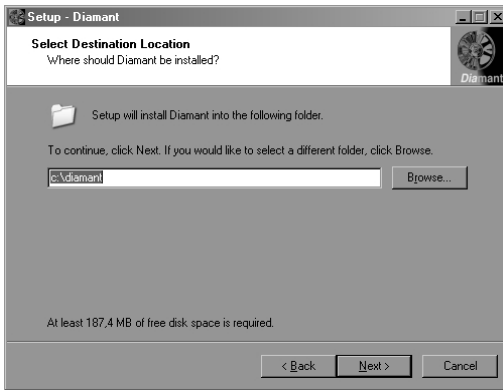 Setup - Diamant
Select Destination Location
Where should Diamant be installed?
Diamant
Setup will install Diamant into the following folder.
To continue, click Next. If you would like to select a different folder, click Browse.
c:\diamant
Browse...
At least 187,4 MB of free disk space is required.
< Back
Next >
Cancel